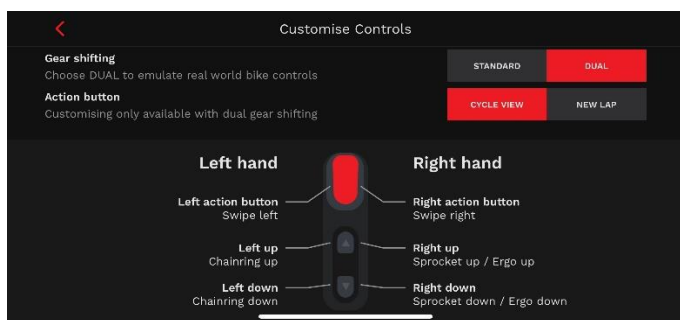 Customise Controls
Gear shifting
Choose DUAL to emulate real world bike controls
STANDARD
DUAL
Action button
Customising only available with dual gear shifting
CYCLE VIEW
NEW LAP
Left hand
Right hand
Left action button
Swipe left
Right action button
Swipe right
Left up
Chainring up
Right up
Sprocket up / Ergo up
Left down
Chainring down
Right down
Sprocket down / Ergo down